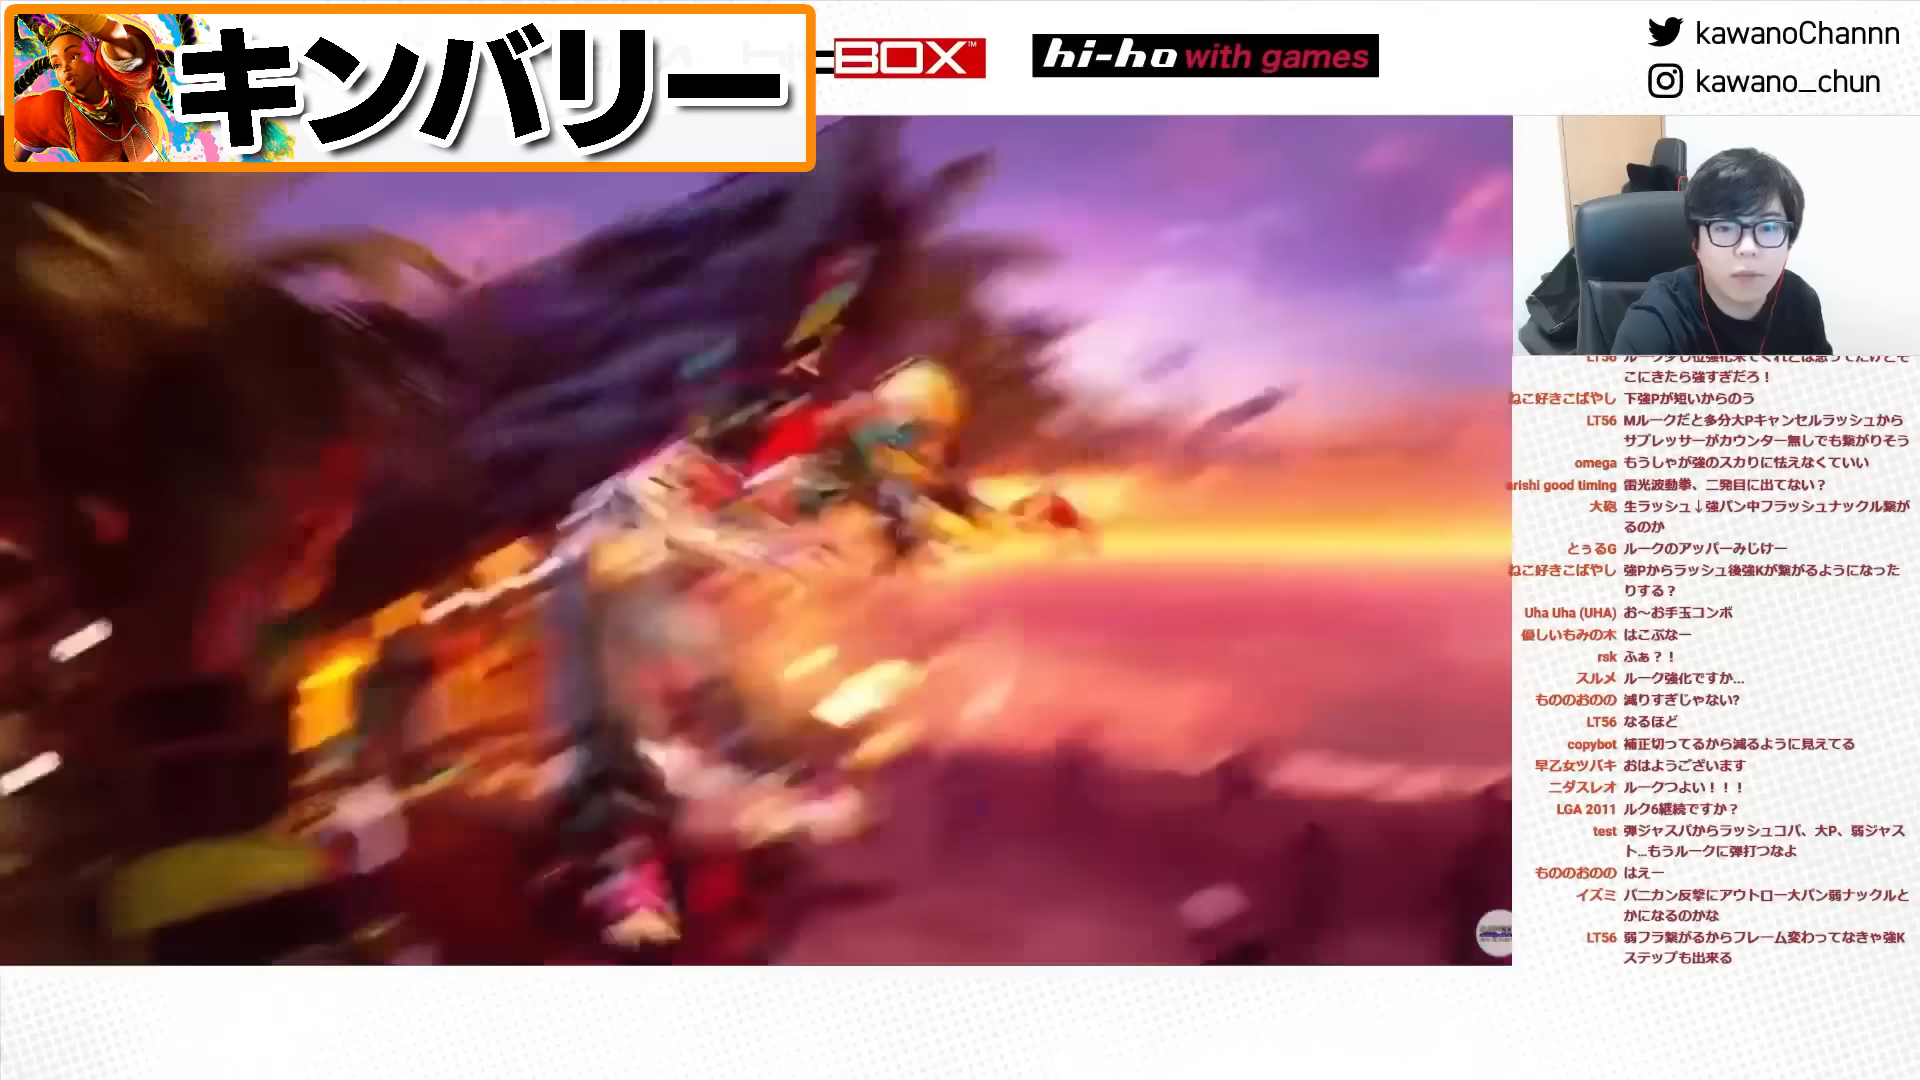 キンバリー
BOX™
hi-ho with games
kawanoChannn
kawano_chun
こにきたら強すぎだろ！
ねこ好きこばやし 下強Pが短いからのう
LT56 Mルークだと多分大Pキャンセルラッシュから
サプレッサーがカウンター無しでも繋がりそう
omega もうしゃが強のスカりに怯えなくていい
arishi good timing 雷光波動拳、二発目に出てない？
大砲 生ラッシュ↓強パン中フラッシュナックル繋が
るのか
とぅるG ルークのアッパーみじけー
ねこ好きこばやし 強Pからラッシュ後強Kが繋がるようになった
りする？
Uha Uha (UHA) お～お手玉コンボ
優しいもみの木 はこぶなー
rsk ふぁ？！
スルメ ルーク強化ですか...
もののおのの 減りすぎじゃない?
LT56 なるほど
copybot 補正切ってるから減るように見えてる
早乙女ツバキ おはようございます
ニダスレオ ルークつよい！！！
LGA 2011 ルク6継続ですか？
test 弾ジャスパからラッシュコパ、大P、弱ジャス
ト...もうルークに弾打つなよ
もののおのの はえー
イズミ パニカン反撃にアウトロー大パン弱ナックルと
かになるのかな
LT56 弱フラ繋がるからフレーム変わってなきゃ強K
ステップも出来る